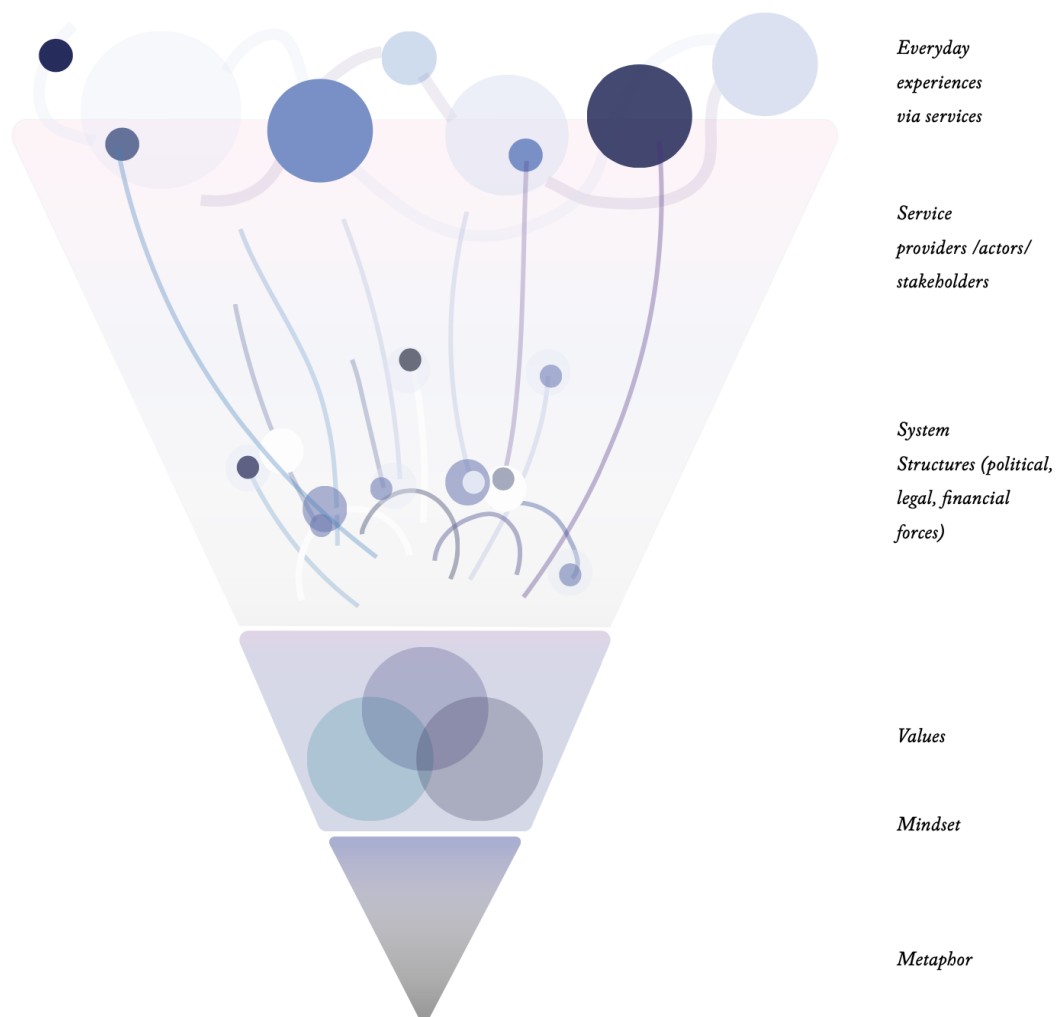 Everyday
experiences
via services
Service
providers /actors/
stakeholders
System
Structures (political,
legal, financial
forces)
Values
Mindset
Metaphor